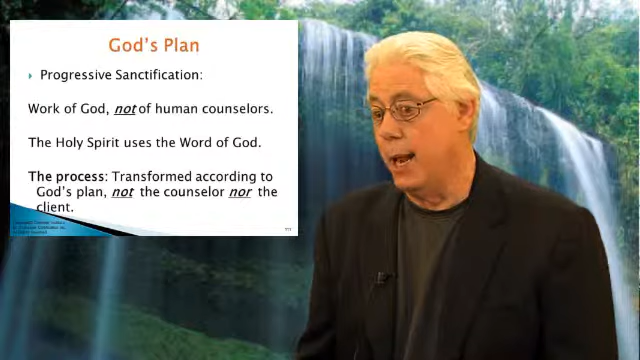 God's Plan
Progressive Sanctification:
Work of God, not of human counselors.
The Holy Spirit uses the Word of God.
The process: Transformed according to
God's plan, not the counselor nor the
client.